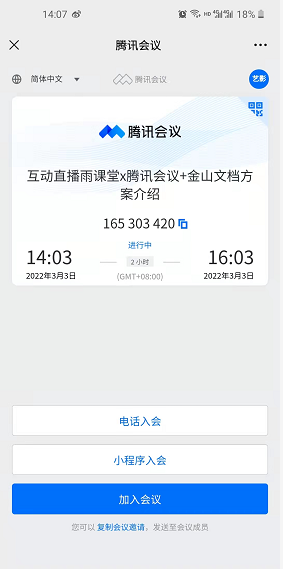 14:07
HD
18%
腾讯会议
简体中文
腾讯会议
艺影
腾讯会议
互动直播雨课堂x腾讯会议+金山文档方
案介绍
165 303 420
进行中
14:03
2 小时
16:03
2022年3月3日
(GMT+08:00)
2022年3月3日
电话入会
小程序入会
加入会议
您可以 复制会议邀请，发送至会议成员